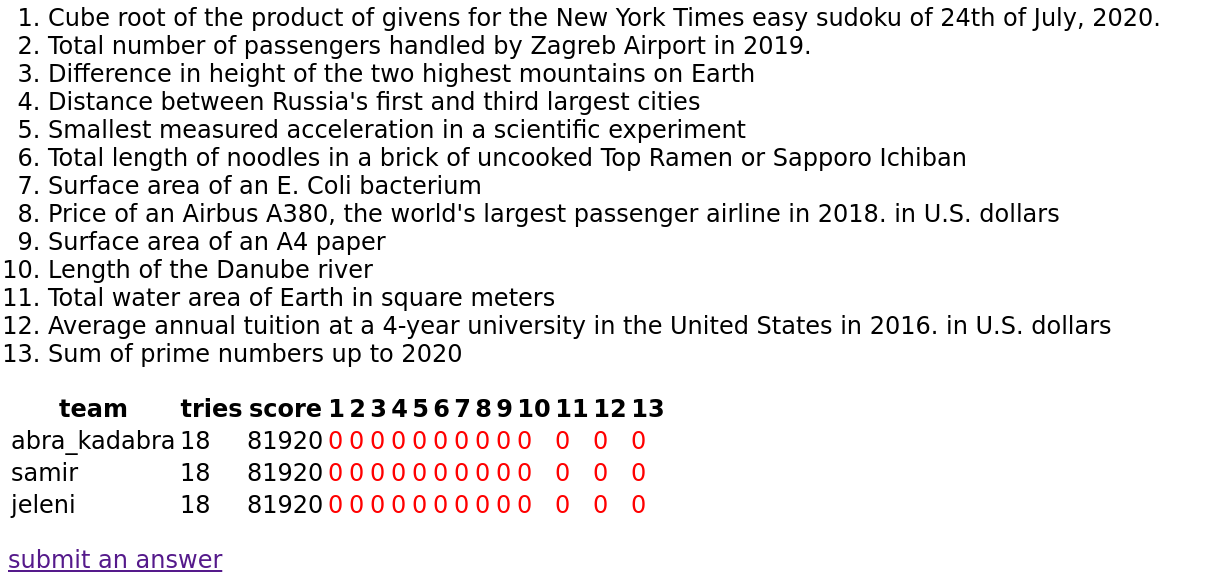 1. Cube root of the product of givens for the New York Times easy sudoku of 24th of July, 2020.
2. Total number of passengers handled by Zagreb Airport in 2019.
3. Difference in height of the two highest mountains on Earth
4. Distance between Russia's first and third largest cities
5. Smallest measured acceleration in a scientific experiment
6. Total length of noodles in a brick of uncooked Top Ramen or Sapporo Ichiban
7. Surface area of an E. Coli bacterium
8. Price of an Airbus A380, the world's largest passenger airline in 2018. in U.S. dollars
9. Surface area of an A4 paper
10. Length of the Danube river
11. Total water area of Earth in square meters
12. Average annual tuition at a 4-year university in the United States in 2016. in U.S. dollars
13. Sum of prime numbers up to 2020
team tries score 1 2 3 4 5 6 7 8 9 10 11 12 13
abra_kadabra 18 81920 0 0 0 0 0 0 0 0 0 0 0 0 0
samir 18 81920 0 0 0 0 0 0 0 0 0 0 0 0 0
jeleni 18 81920 0 0 0 0 0 0 0 0 0 0 0 0 0
submit an answer